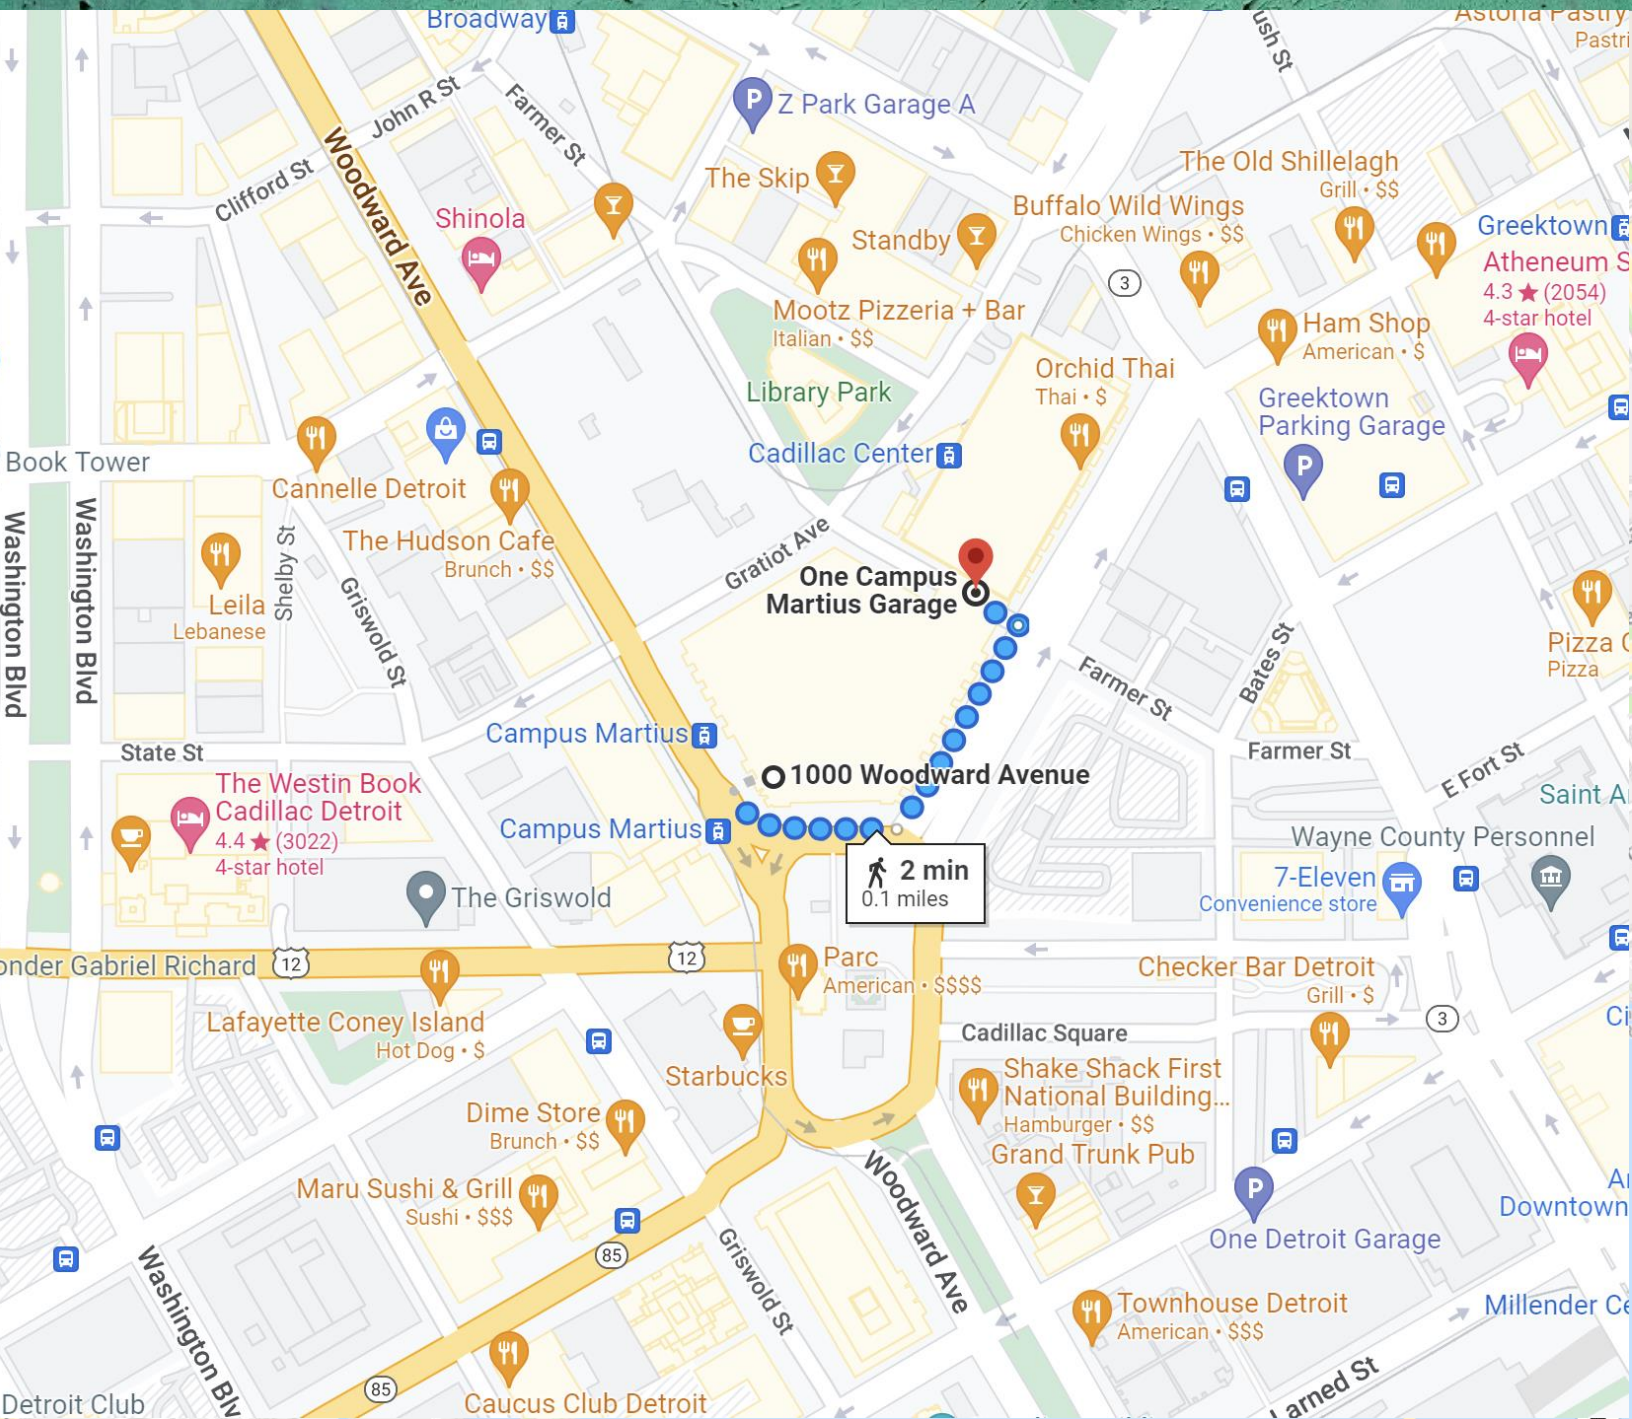 Broadway
Astoria Pastry
Pastri
ush St
John R St
Farmer St
Z Park Garage A
Woodward Ave
Clifford St
The Skip
The Old Shillelagh
Grill • $$
Shinola
Buffalo Wild Wings
Chicken Wings • $$
Standby
Greektown
Atheneum S
4.3 ★ (2054)
4-star hotel
3
Mootz Pizzeria + Bar
Italian • $$
Ham Shop
American • $
Orchid Thai
Thai • $
Library Park
Greektown
Parking Garage
Cadillac Center
Book Tower
Cannelle Detroit
The Hudson Cafe
Brunch • $$
Gratiot Ave
Washington Blvd
Washington Blvd
Shelby St
Griswold St
Leila
Lebanese
One Campus
Martius Garage
Bates St
Pizza
Pizza
Farmer St
Campus Martius
State St
Farmer St
E Fort St
1000 Woodward Avenue
The Westin Book
Cadillac Detroit
4.4 ★ (3022)
4-star hotel
Saint A
Campus Martius
Wayne County Personnel
2 min
0.1 miles
7-Eleven
Convenience store
The Griswold
onder Gabriel Richard
12
12
Parc
American • $$$$
Checker Bar Detroit
Grill • $
Lafayette Coney Island
Hot Dog • $
Cadillac Square
3
Ci
Starbucks
Shake Shack First
National Building...
Hamburger • $$
Dime Store
Brunch • $$
Grand Trunk Pub
Maru Sushi & Grill
Sushi • $$$
Woodward Ave
Downtown
One Detroit Garage
85
Griswold St
Washington Blv
Townhouse Detroit
American • $$$
Millender Ce
85
Larned St
Detroit Club
Caucus Club Detroit